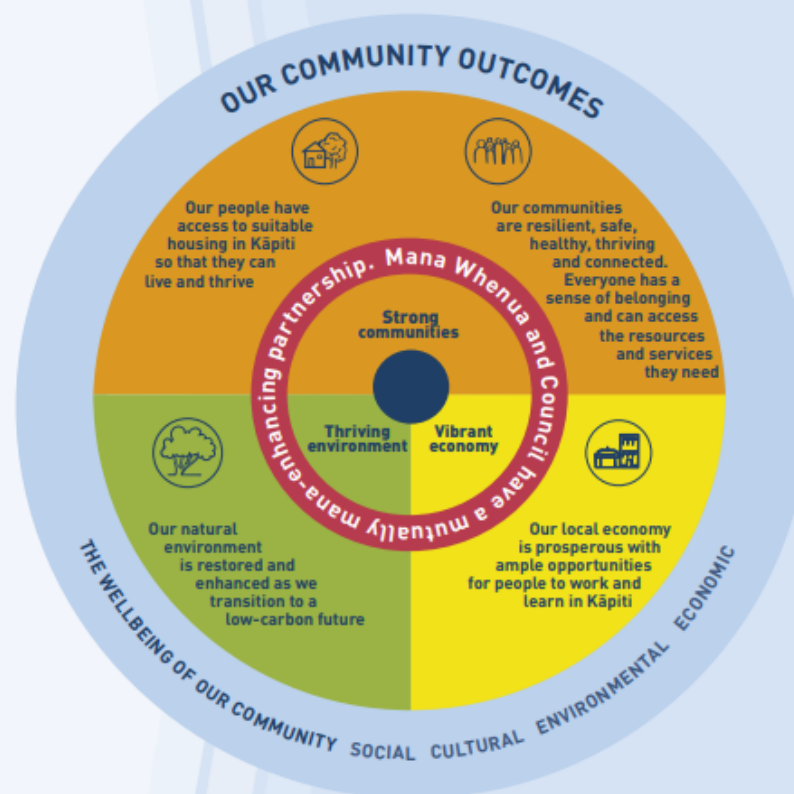 OUR COMMUNITY OUTCOMES
Our people have
access to suitable
housing in Kāpiti
so that they can
live and thrive
Our communities
are resilient, safe,
healthy, thriving
and connected.
Everyone has a
sense of belonging
and can access
the resources
and services
they need
Mana Whenua and Council have a mutually mana-enhancing partnership.
Strong
communities
Thriving
environment
Vibrant
economy
Our natural
environment
is restored and
enhanced as we
transition to a
low-carbon future
Our local economy
is prosperous with
ample opportunities
for people to work and
learn in Kāpiti
THE WELLBEING OF OUR COMMUNITY SOCIAL CULTURAL ENVIRONMENTAL ECONOMIC